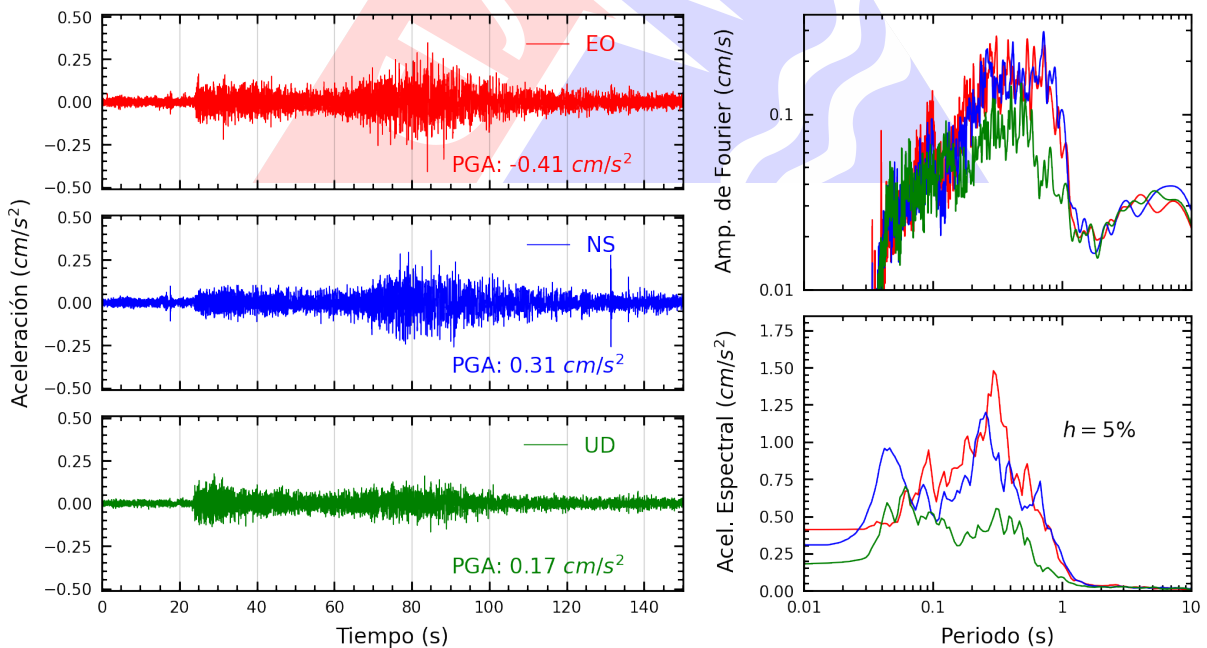 Aceleración (cm/s²)
0.50
0.25
0.00
−0.25
−0.50
EO
PGA: -0.41 cm/s²
0.50
0.25
0.00
−0.25
−0.50
NS
PGA: 0.31 cm/s²
0.50
0.25
0.00
−0.25
−0.50
UD
PGA: 0.17 cm/s²
0 20 40 60 80 100 120 140
Tiempo (s)
Amp. de Fourier (cm/s)
0.1
0.01
Acel. Espectral (cm/s²)
1.75
1.50
1.25
1.00
0.75
0.50
0.25
0.00
h = 5%
0.01 0.1 1 10
Periodo (s)